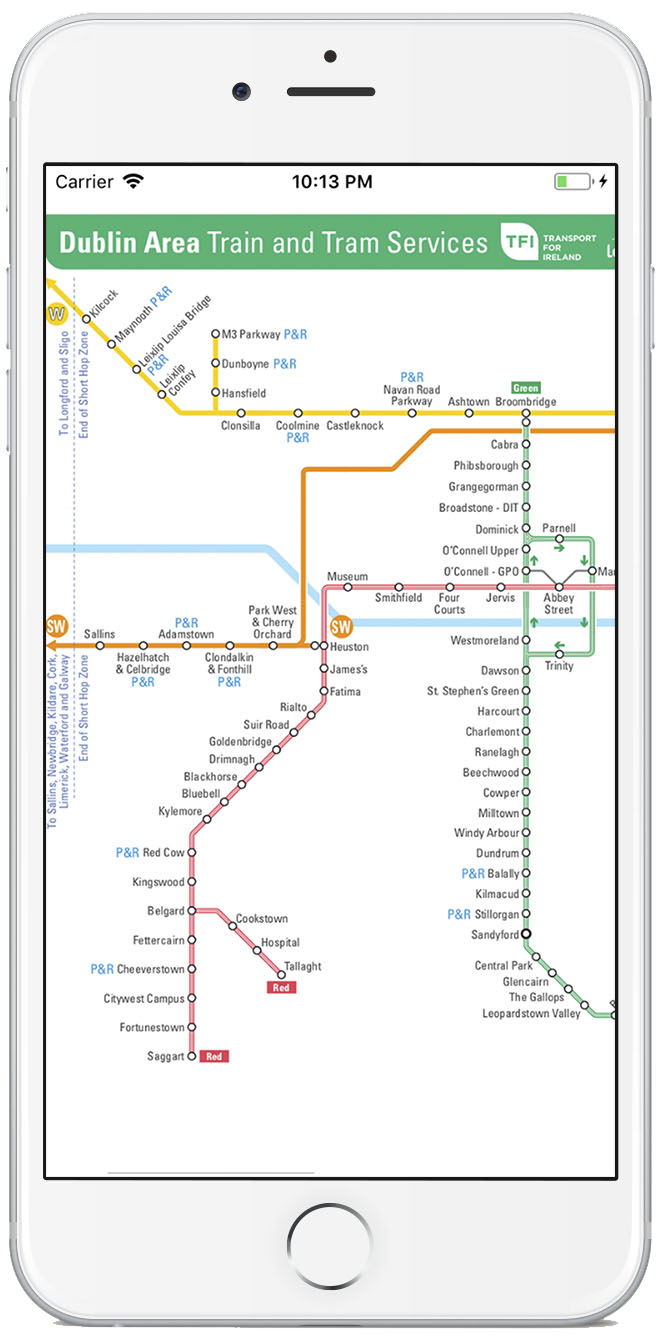 Carrier
10:13 PM
Dublin Area Train and Tram Services
TFI
TRANSPORT
FOR
IRELAND
W
To Longford and Sligo
End of Short Hop Zone
Kilcock
Maynooth P&R
Leixlip Louisa Bridge
P&R
Leixlip
Confey
M3 Parkway P&R
Dunboyne P&R
Hansfield
Clonsilla
Coolmine
P&R
Castleknock
P&R
Navan Road
Parkway
Ashtown
Green
Broombridge
Cabra
Phibsborough
Grangegorman
Broadstone - DIT
Dominick
Parnell
O'Connell Upper
O'Connell - GPO
Mar
Museum
Smithfield
Four
Courts
Jervis
Abbey
Street
SW
Sallins
Hazelhatch
& Celbridge
P&R
P&R
Adamstown
Clondalkin
& Fonthill
P&R
Park West
& Cherry
Orchard
SW
Heuston
To Sallins, Newbridge, Kildare, Cork,
Limerick, Waterford and Galway
End of Short Hop Zone
James's
Fatima
Rialto
Suir Road
Goldenbridge
Drimnagh
Blackhorse
Bluebell
Kylemore
P&R Red Cow
Kingswood
Belgard
Cookstown
Hospital
Tallaght
Red
Fettercairn
P&R Cheeverstown
Citywest Campus
Fortunestown
Saggart
Red
Westmoreland
Trinity
Dawson
St. Stephen's Green
Harcourt
Charlemont
Ranelagh
Beechwood
Cowper
Milltown
Windy Arbour
Dundrum
P&R Balally
Kilmacud
P&R Stillorgan
Sandyford
Central Park
Glencairn
The Gallops
Leopardstown Valley